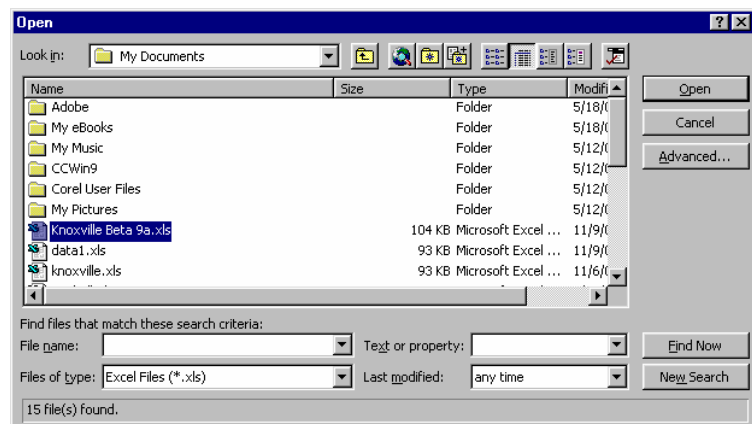 Open
Look in: My Documents
Name Size Type Modifi
Adobe Folder 5/18/0
My eBooks Folder 5/18/0
My Music Folder 5/12/0
CCWin9 Folder 5/12/0
Corel User Files Folder 5/12/0
My Pictures Folder 5/12/0
Knoxville Beta 9a.xls 104 KB Microsoft Excel ... 11/9/0
data1.xls 93 KB Microsoft Excel ... 11/9/0
knoxville.xls 93 KB Microsoft Excel ... 11/6/0
Open
Cancel
Advanced...
Find files that match these search criteria:
File name: Text or property: Find Now
Files of type: Excel Files (*.xls) Last modified: any time New Search
15 file(s) found.